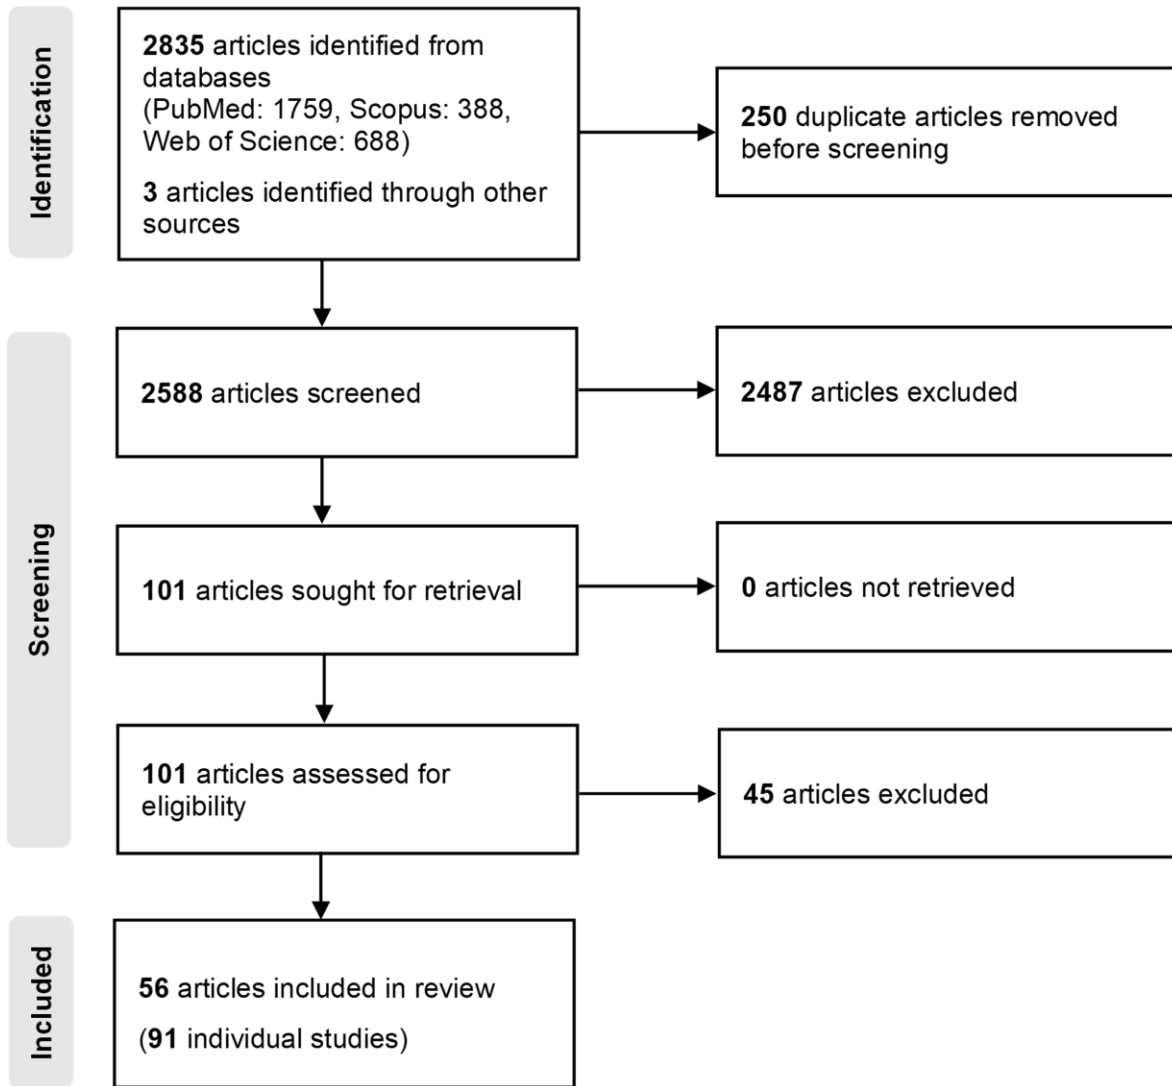 Identification
2835 articles identified from
databases
(PubMed: 1759, Scopus: 388,
Web of Science: 688)
3 articles identified through other
sources
250 duplicate articles removed
before screening
Screening
2588 articles screened
2487 articles excluded
101 articles sought for retrieval
0 articles not retrieved
101 articles assessed for
eligibility
45 articles excluded
Included
56 articles included in review
(91 individual studies)